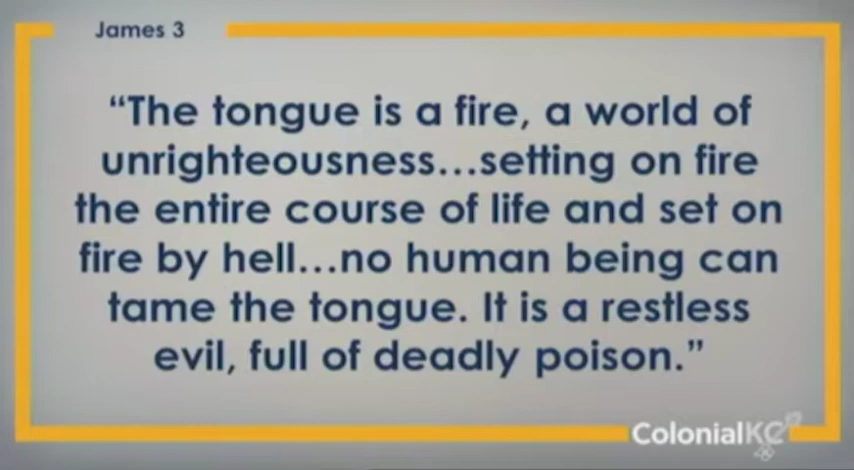 James 3
“The tongue is a fire, a world of
unrighteousness...setting on fire
the entire course of life and set on
fire by hell...no human being can
tame the tongue. It is a restless
evil, full of deadly poison.”
ColonialKC